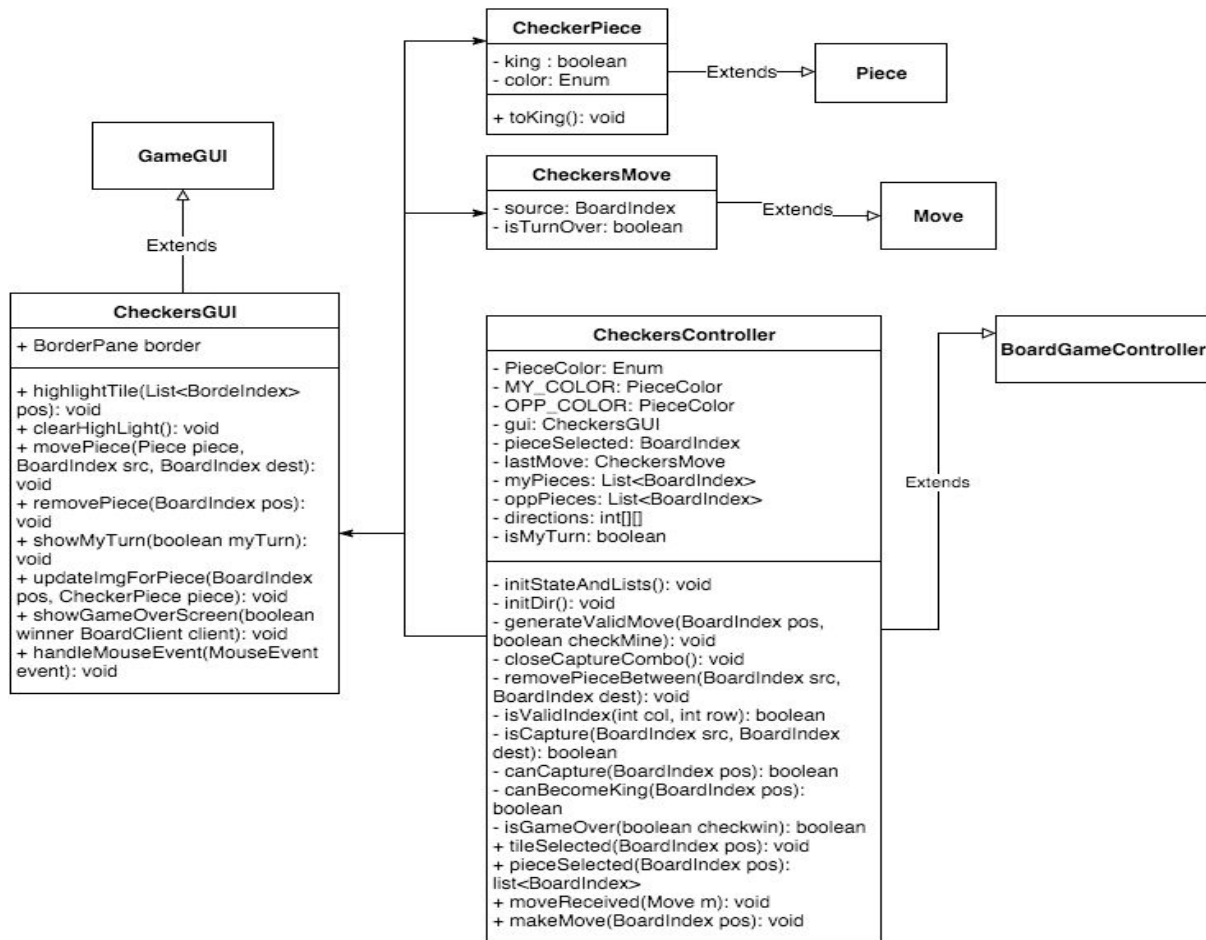 CheckerPiece
- king : boolean
- color: Enum
+ toKing(): void
Extends
Piece
GameGUI
Extends
CheckersMove
- source: BoardIndex
- isTurnOver: boolean
Extends
Move
CheckersGUI
+ BorderPane border
+ highlightTile(List<BordeIndex>
pos): void
+ clearHighLight(): void
+ movePiece(Piece piece,
BoardIndex src, BoardIndex dest):
void
+ removePiece(BoardIndex pos):
void
+ showMyTurn(boolean myTurn):
void
+ updateImgForPiece(BoardIndex
pos, CheckerPiece piece): void
+ showGameOverScreen(boolean
winner BoardClient client): void
+ handleMouseEvent(MouseEvent
event): void
CheckersController
- PieceColor: Enum
- MY_COLOR: PieceColor
- OPP_COLOR: PieceColor
- gui: CheckersGUI
- pieceSelected: BoardIndex
- lastMove: CheckersMove
- myPieces: List<BoardIndex>
- oppPieces: List<BoardIndex>
- directions: int[][]
- isMyTurn: boolean
- initStateAndLists(): void
- initDir(): void
- generateValidMove(BoardIndex pos,
boolean checkMine): void
- closeCaptureCombo(): void
- removePieceBetween(BoardIndex src,
BoardIndex dest): void
- isValidIndex(int col, int row): boolean
- isCapture(BoardIndex src, BoardIndex
dest): boolean
- canCapture(BoardIndex pos): boolean
- canBecomeKing(BoardIndex pos):
boolean
- isGameOver(boolean checkwin): boolean
+ tileSelected(BoardIndex pos): void
+ pieceSelected(BoardIndex pos):
list<BoardIndex>
+ moveReceived(Move m): void
+ makeMove(BoardIndex pos): void
Extends
BoardGameController